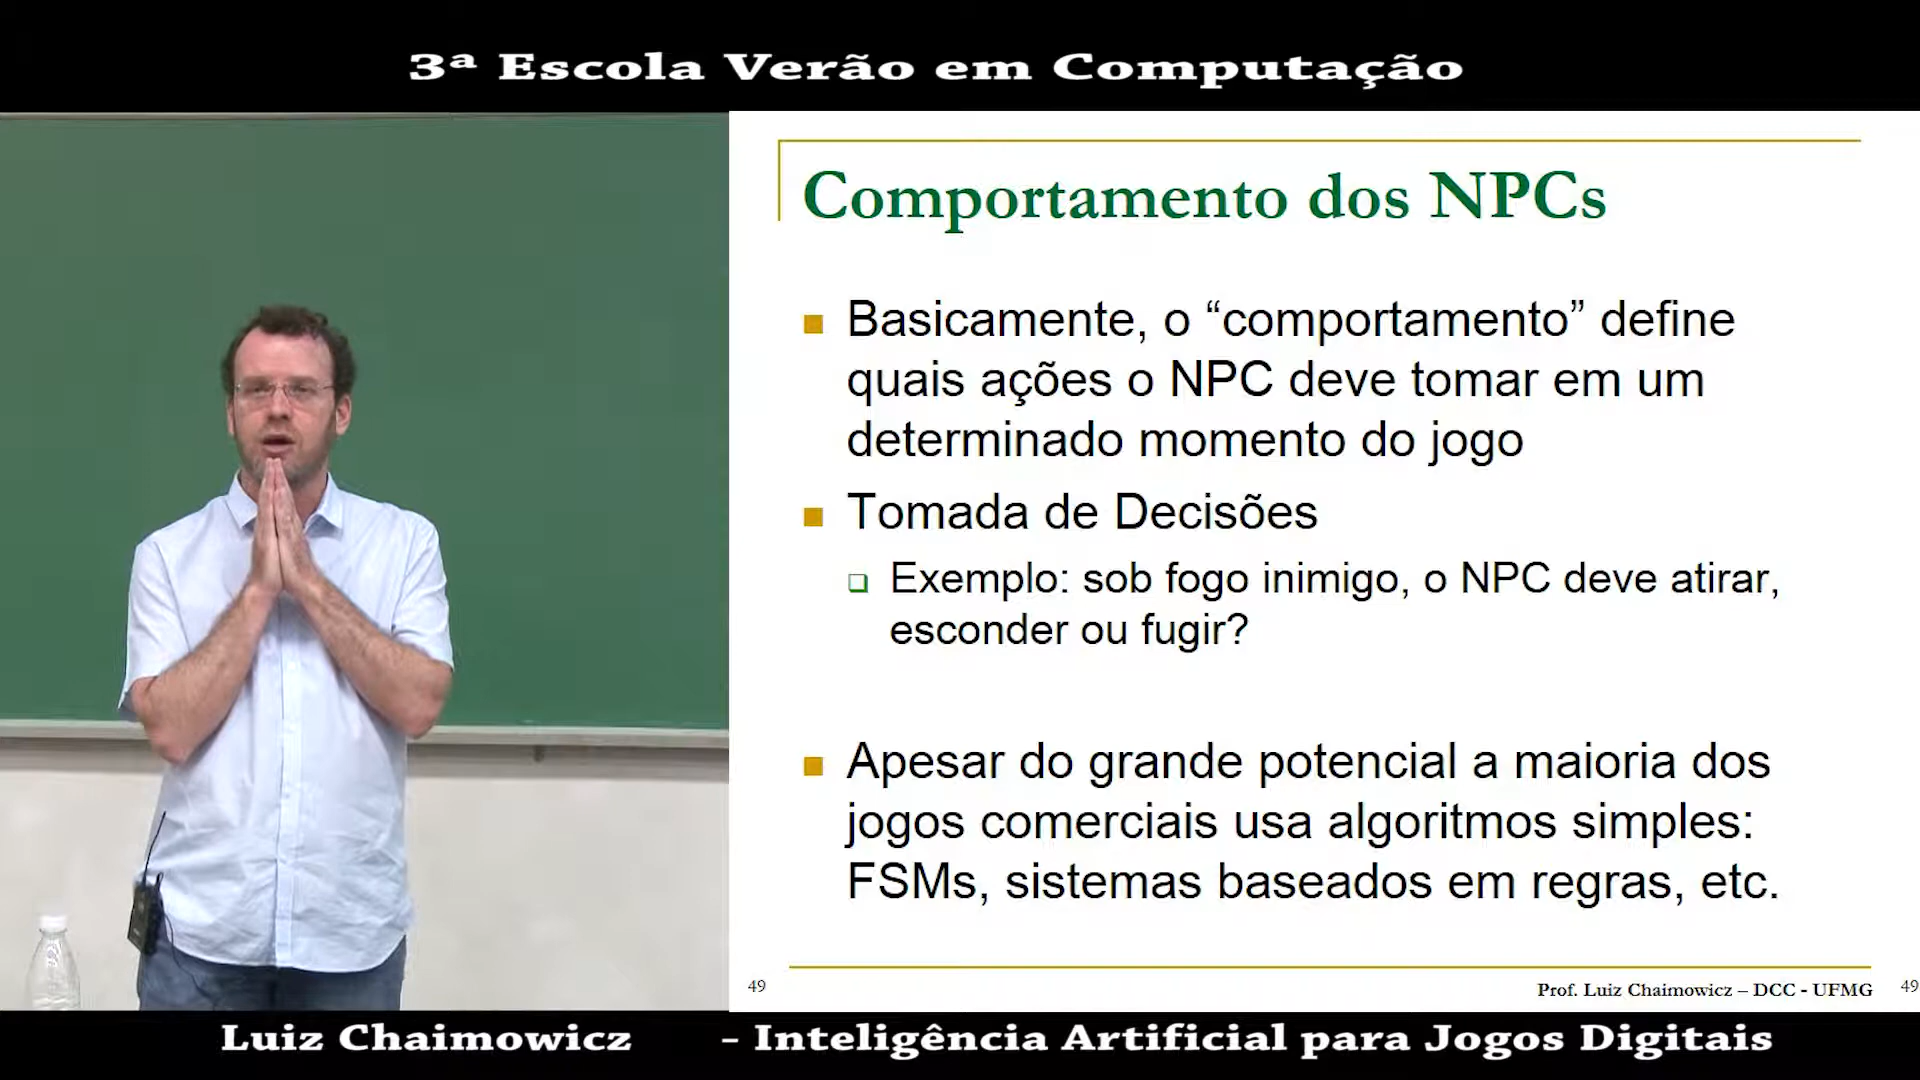 3ª Escola Verão em Computação
Comportamento dos NPCs
Basicamente, o “comportamento” define
quais ações o NPC deve tomar em um
determinado momento do jogo
Tomada de Decisões
Exemplo: sob fogo inimigo, o NPC deve atirar,
esconder ou fugir?
Apesar do grande potencial a maioria dos
jogos comerciais usa algoritmos simples:
FSMs, sistemas baseados em regras, etc.
49
Prof. Luiz Chaimowicz – DCC - UFMG
49
Luiz Chaimowicz - Inteligência Artificial para Jogos Digitais